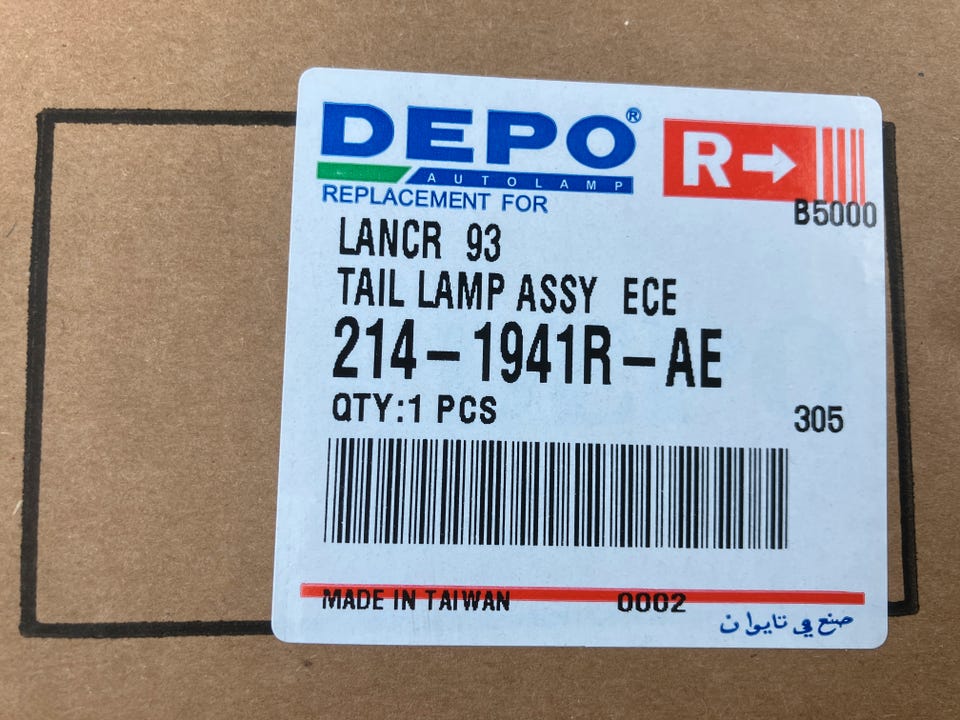 DEPO®
AUTOLAMP
R→
REPLACEMENT FOR
B5000
LANCR 93
TAIL LAMP ASSY ECE
214-1941R-AE
QTY:1 PCS
305
MADE IN TAIWAN 0002
صنع في تايوان